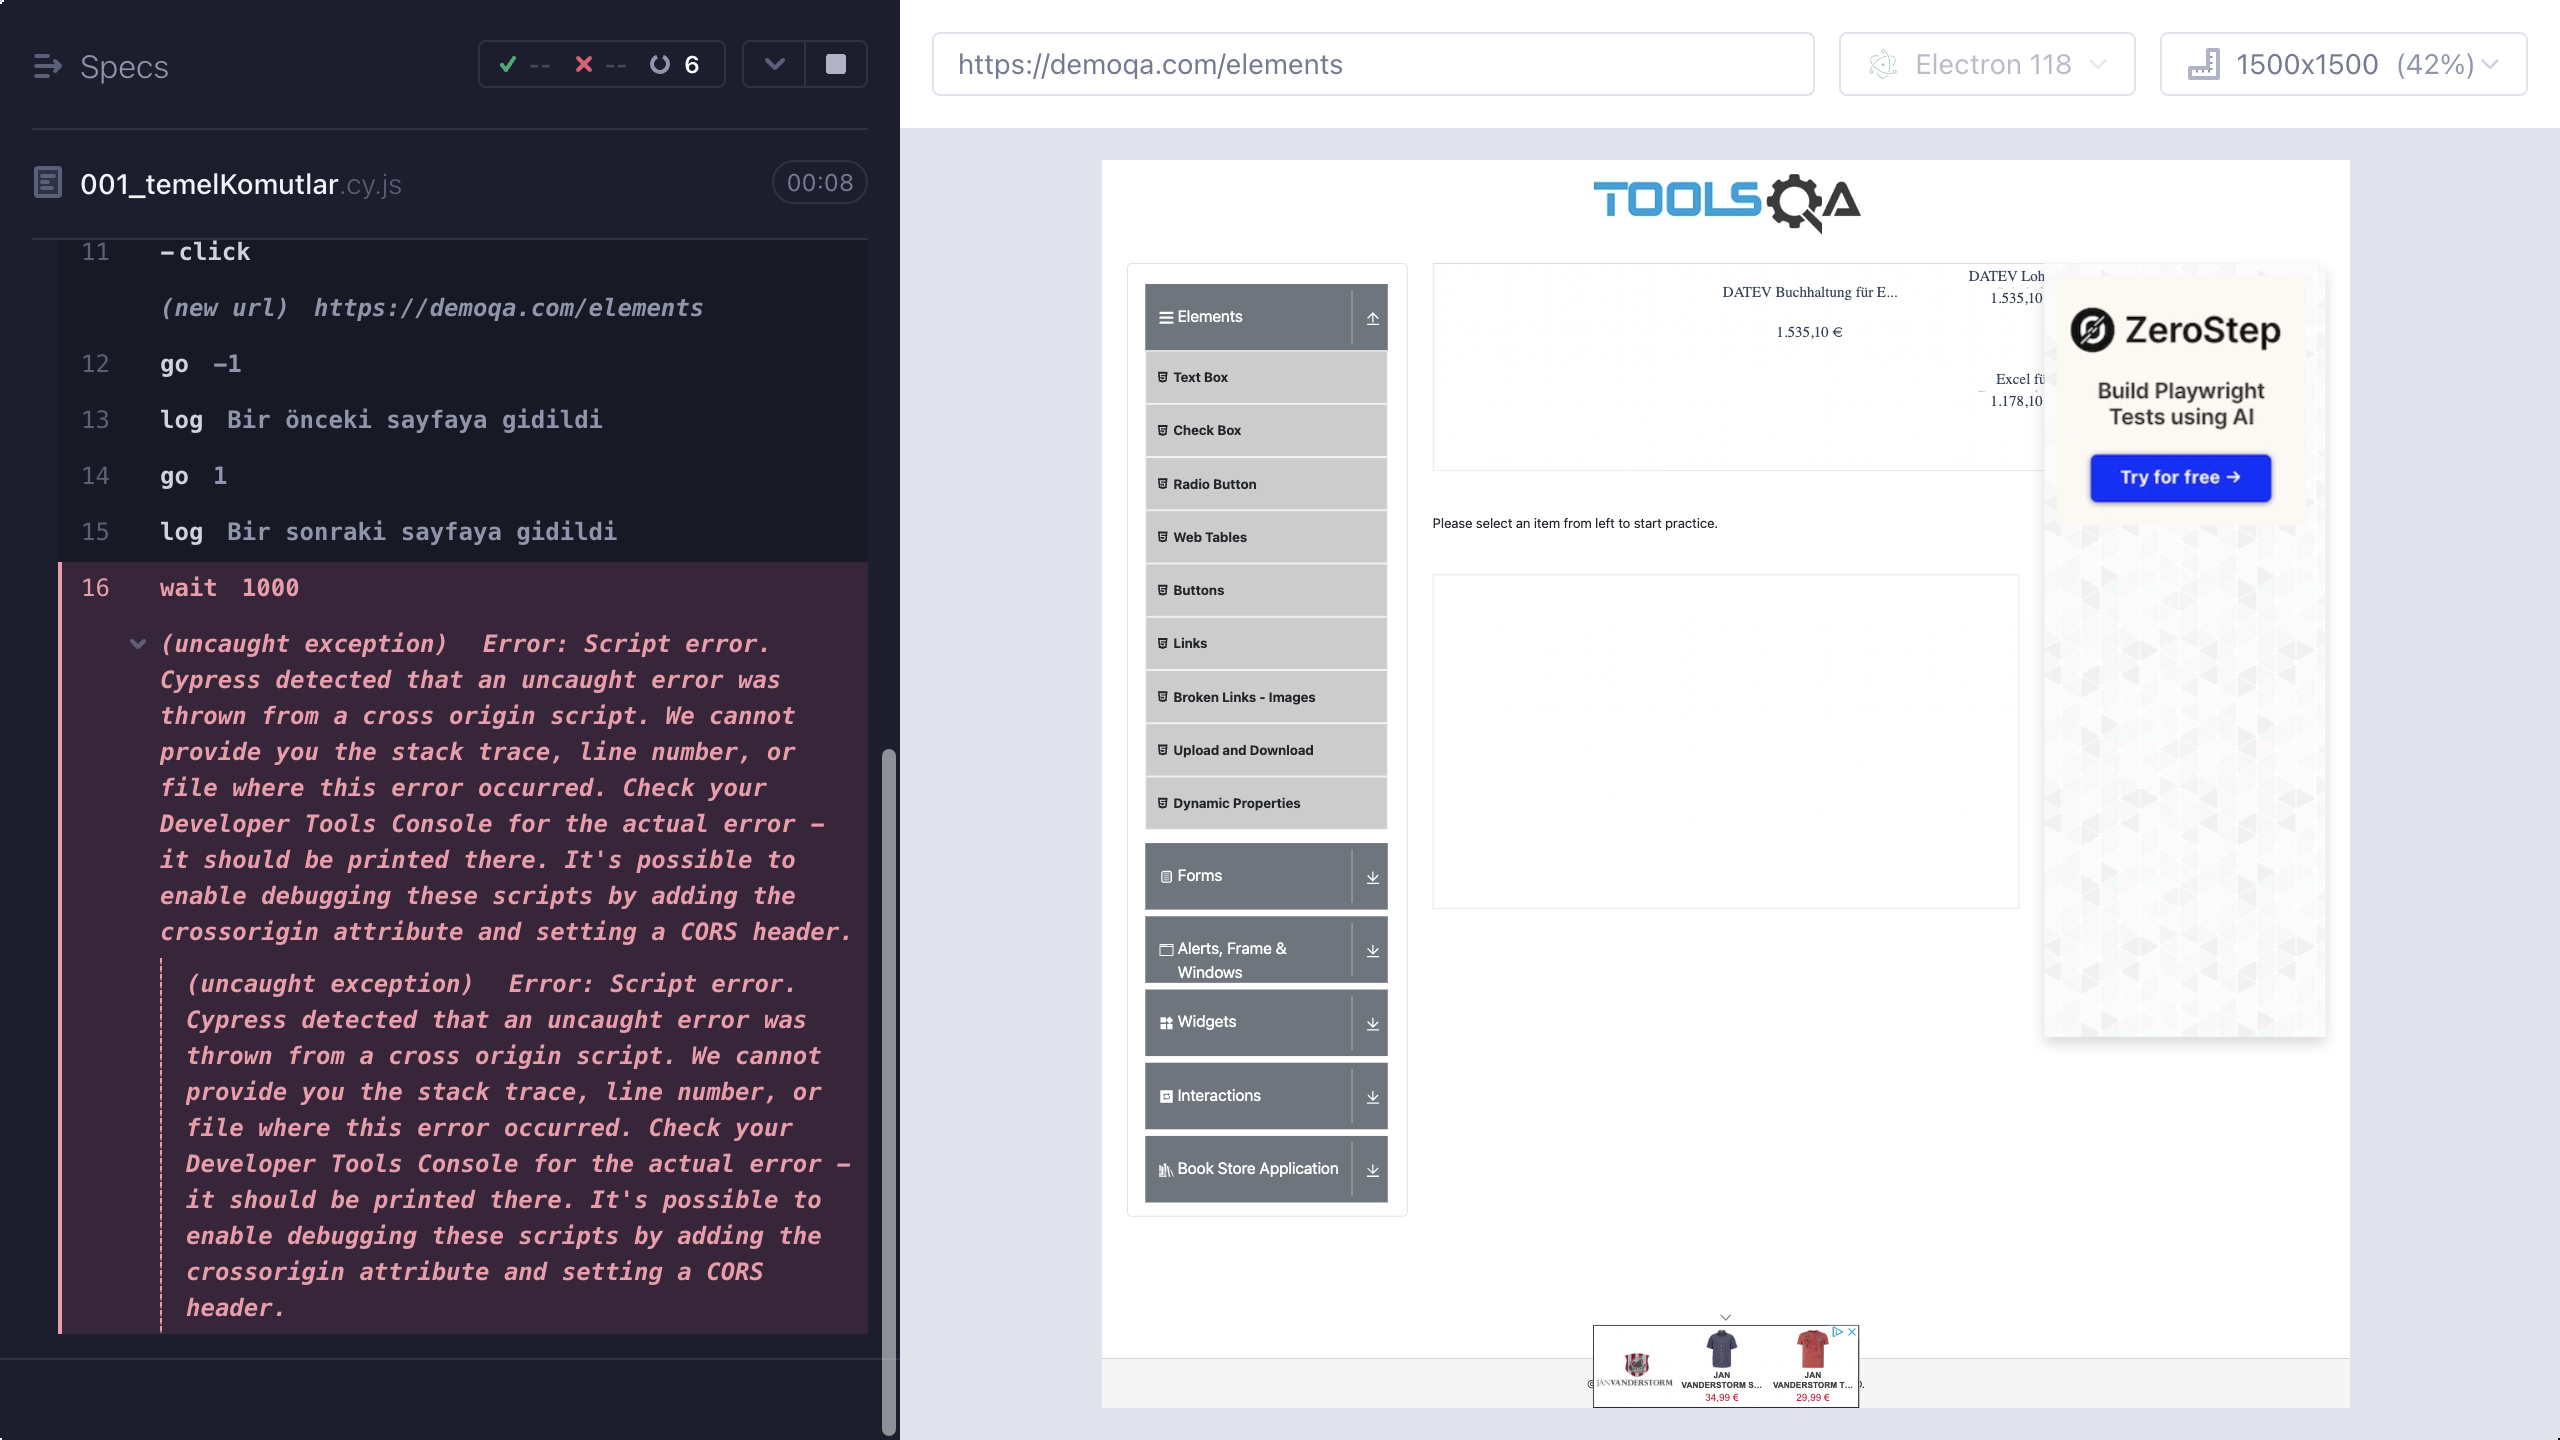 Specs
-- -- 6
001_temelKomutlar.cy.js 00:08
11 -click
(new url) https://demoqa.com/elements
12 go -1
13 log Bir önceki sayfaya gidildi
14 go 1
15 log Bir sonraki sayfaya gidildi
16 wait 1000
(uncaught exception) Error: Script error.
Cypress detected that an uncaught error was
thrown from a cross origin script. We cannot
provide you the stack trace, line number, or
file where this error occurred. Check your
Developer Tools Console for the actual error -
it should be printed there. It's possible to
enable debugging these scripts by adding the
crossorigin attribute and setting a CORS header.
(uncaught exception) Error: Script error.
Cypress detected that an uncaught error was
thrown from a cross origin script. We cannot
provide you the stack trace, line number, or
file where this error occurred. Check your
Developer Tools Console for the actual error -
it should be printed there. It's possible to
enable debugging these scripts by adding the
crossorigin attribute and setting a CORS
header.
https://demoqa.com/elements
Electron 118
1500x1500 (42%)
TOOLSQA
Elements
Text Box
Check Box
Radio Button
Web Tables
Buttons
Links
Broken Links - Images
Upload and Download
Dynamic Properties
Forms
Alerts, Frame &
Windows
Widgets
Interactions
Book Store Application
DATEV Buchhaltung für E...
1.535,10 €
DATEV Loh
1.535,10
Excel fü
1.178,10
Please select an item from left to start practice.
ZeroStep
Build Playwright
Tests using AI
Try for free →
JANVANDERSTORM
JAN
VANDERSTORM S...
34,99 €
JAN
VANDERSTORM T...
29,99 €